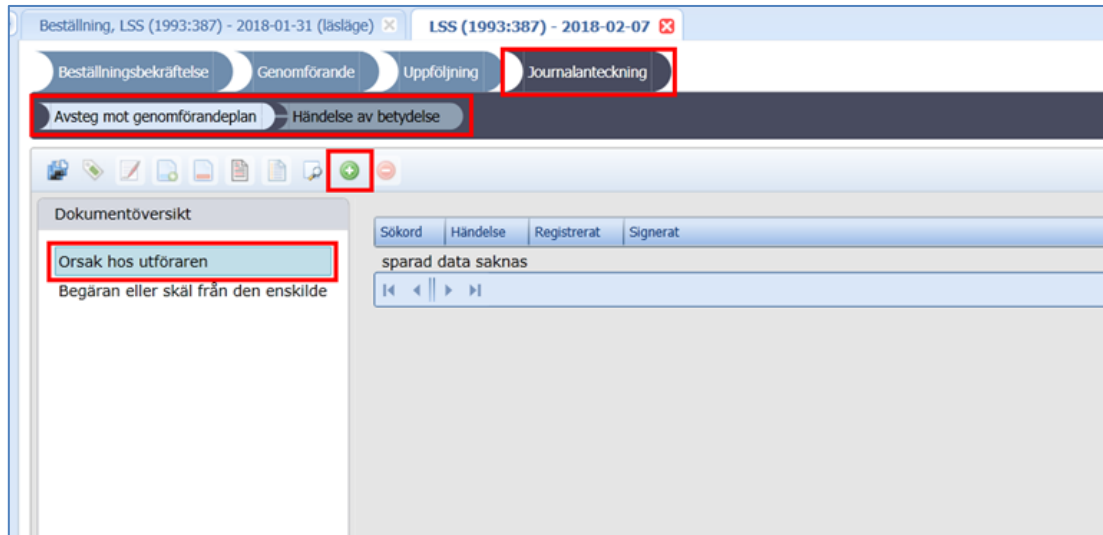 Beställning, LSS (1993:387) - 2018-01-31 (läsläge) LSS (1993:387) - 2018-02-07
Beställningsbekräftelse Genomförande Uppföljning Journalanteckning
Avsteg mot genomförandeplan Händelse av betydelse
Dokumentöversikt
Sökord Händelse Registrerat Signerat
Orsak hos utföraren sparad data saknas
Begäran eller skäl från den enskilde